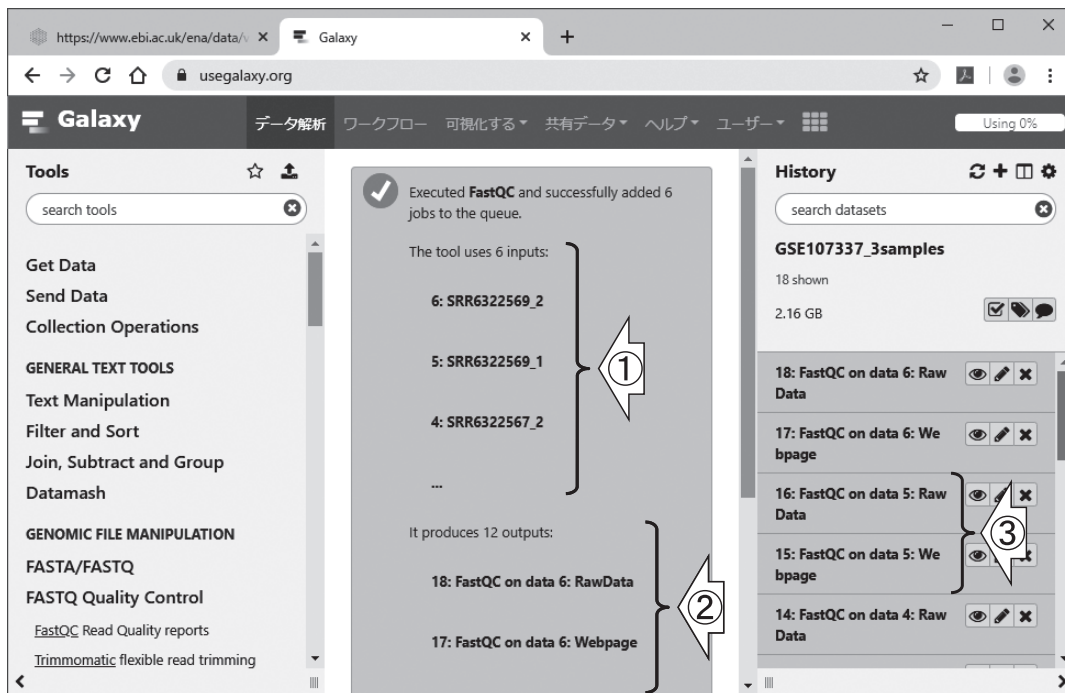 https://www.ebi.ac.uk/ena/data/v
Galaxy
usegalaxy.org
Galaxy
データ解析 ワークフロー 可視化する 共有データ ヘルプ ユーザー
Using 0%
Tools
search tools
Get Data
Send Data
Collection Operations
GENERAL TEXT TOOLS
Text Manipulation
Filter and Sort
Join, Subtract and Group
Datamash
GENOMIC FILE MANIPULATION
FASTA/FASTQ
FASTQ Quality Control
FastQC Read Quality reports
Trimmomatic flexible read trimming
Executed FastQC and successfully added 6
jobs to the queue.
The tool uses 6 inputs:
6: SRR6322569_2
5: SRR6322569_1
4: SRR6322567_2
...
①
It produces 12 outputs:
18: FastQC on data 6: RawData
17: FastQC on data 6: Webpage
②
History
search datasets
GSE107337_3samples
18 shown
2.16 GB
18: FastQC on data 6: Raw
Data
17: FastQC on data 6: We
bpage
16: FastQC on data 5: Raw
Data
15: FastQC on data 5: We
bpage
③
14: FastQC on data 4: Raw
Data